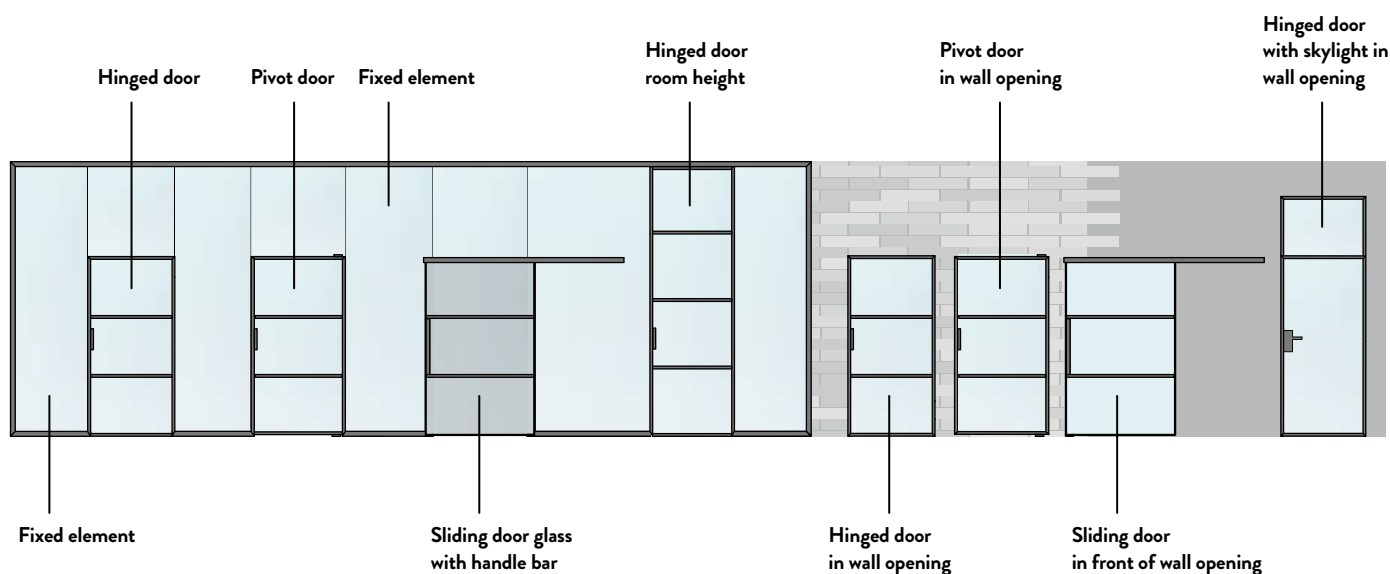 Hinged door
Pivot door
Fixed element
Hinged door
room height
Pivot door
in wall opening
Hinged door
with skylight in
wall opening
Fixed element
Sliding door glass
with handle bar
Hinged door
in wall opening
Sliding door
in front of wall opening